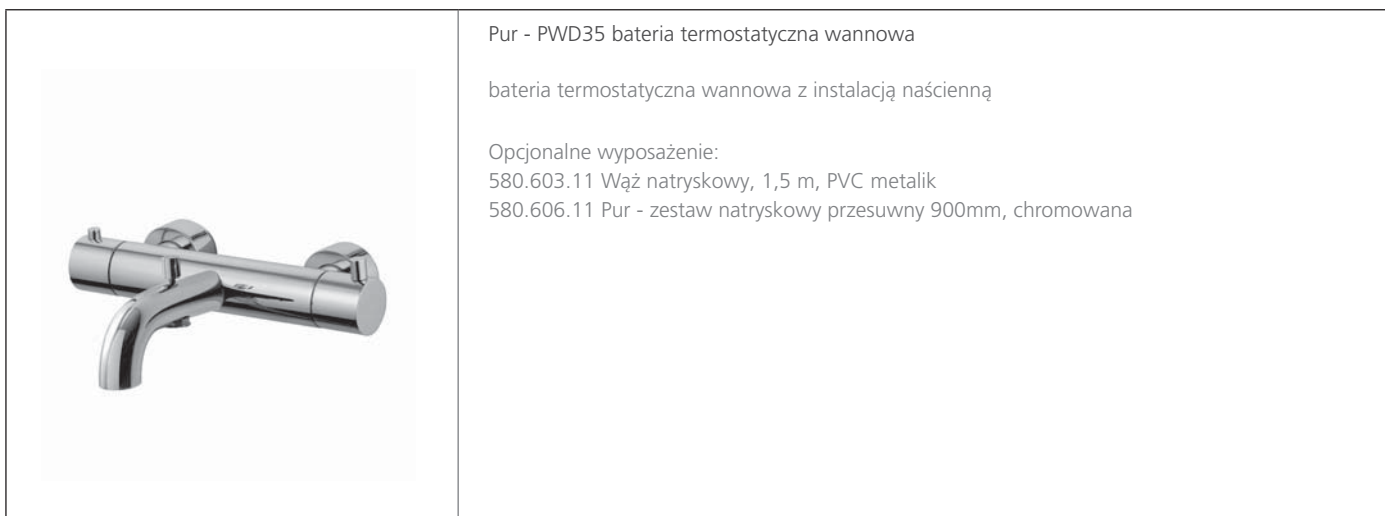 Pur - PWD35 bateria termostatyczna wannowa
bateria termostatyczna wannowa z instalacją naścienną
Opcjonalne wyposażenie:
580.603.11 Wąż natryskowy, 1,5 m, PVC metalik
580.606.11 Pur - zestaw natryskowy przesuwny 900mm, chromowana